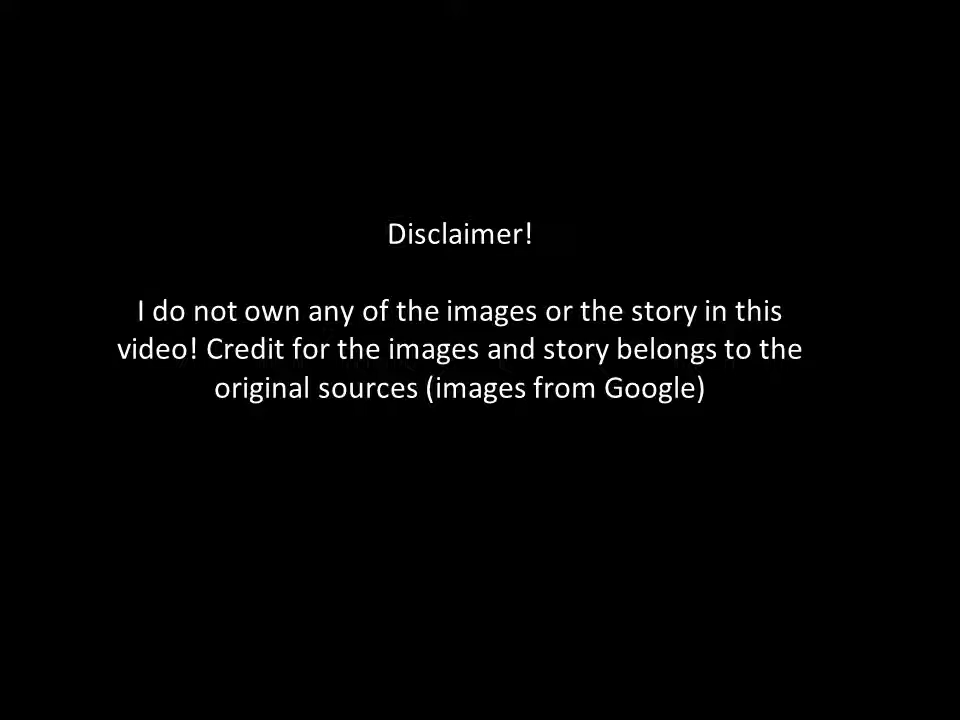 Disclaimer!
I do not own any of the images or the story in this
video! Credit for the images and story belongs to the
original sources (images from Google)